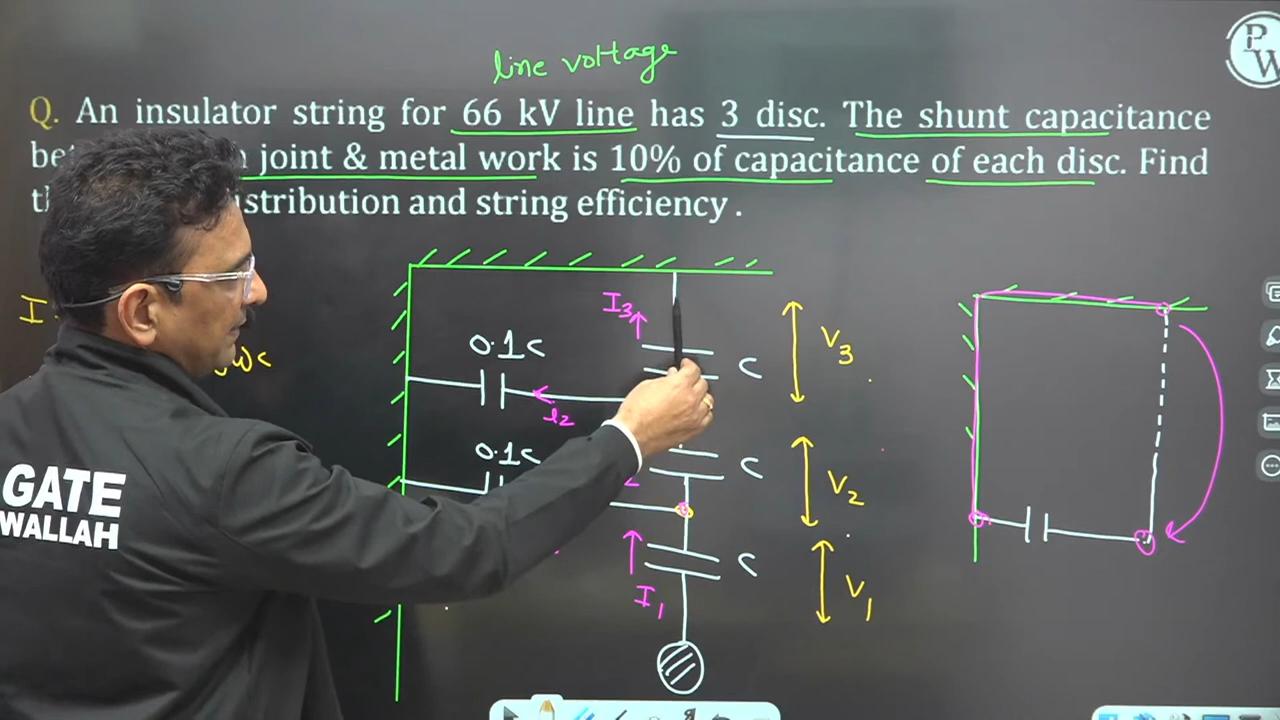 line voltage
Q. An insulator string for 66 kV line has 3 disc. The shunt capacitance
joint & metal work is 10% of capacitance of each disc. Find
and string efficiency.
I
I3
0.1C
C
V3
I2
0.1C
C
V2
C
I1
V1
GATE
WALLAH
P
W